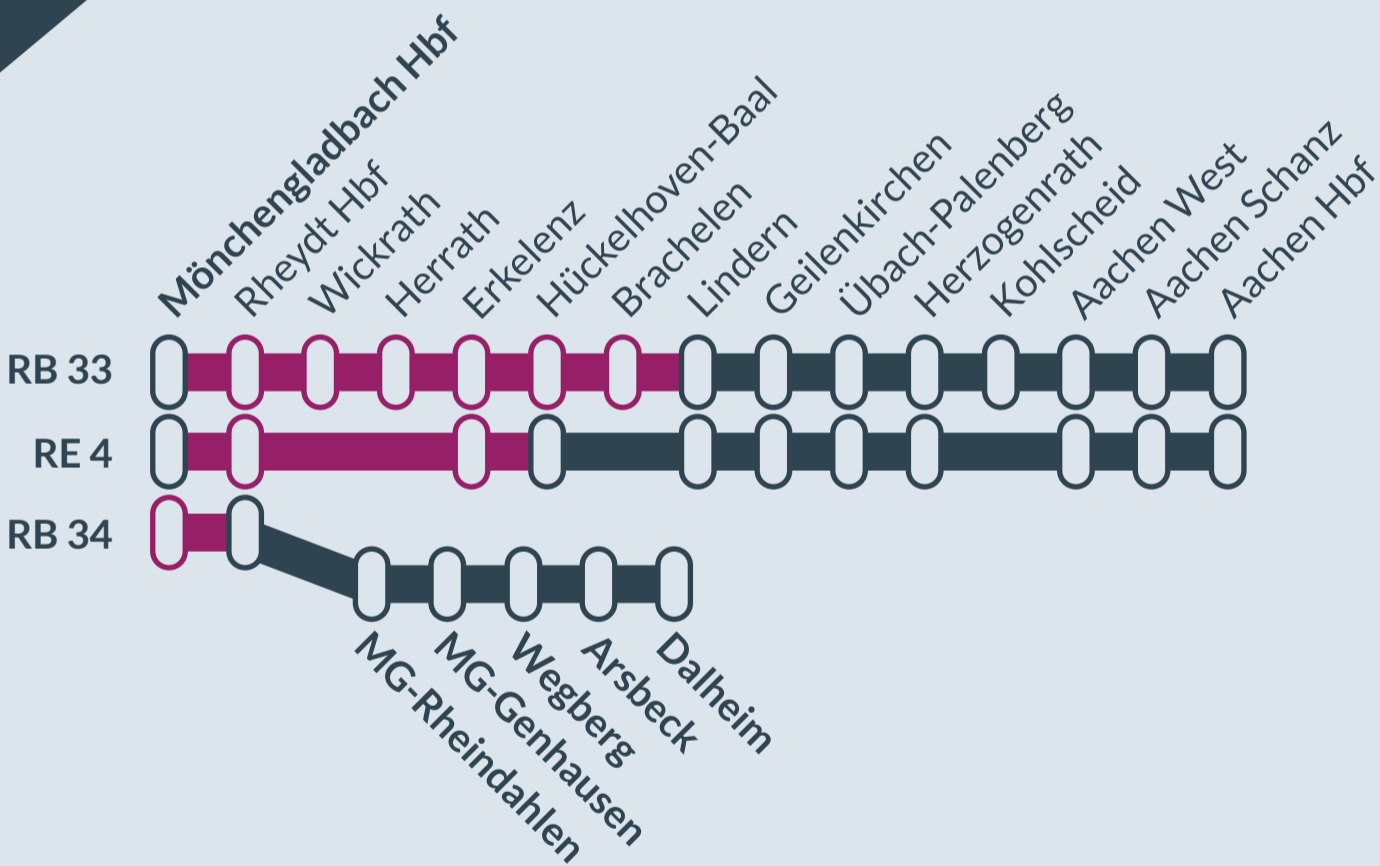 Mönchengladbach Hbf
Rheydt Hbf
Wickrath
Herrath
Erkelenz
Hückelhoven-Baal
Brachelen
Lindern
Geilenkirchen
Übach-Palenberg
Herzogenrath
Kohlscheid
Aachen West
Aachen Schanz
Aachen Hbf
RB 33
RE 4
RB 34
MG-Rheindahlen
MG-Genhausen
Wegberg
Arsbeck
Dalheim